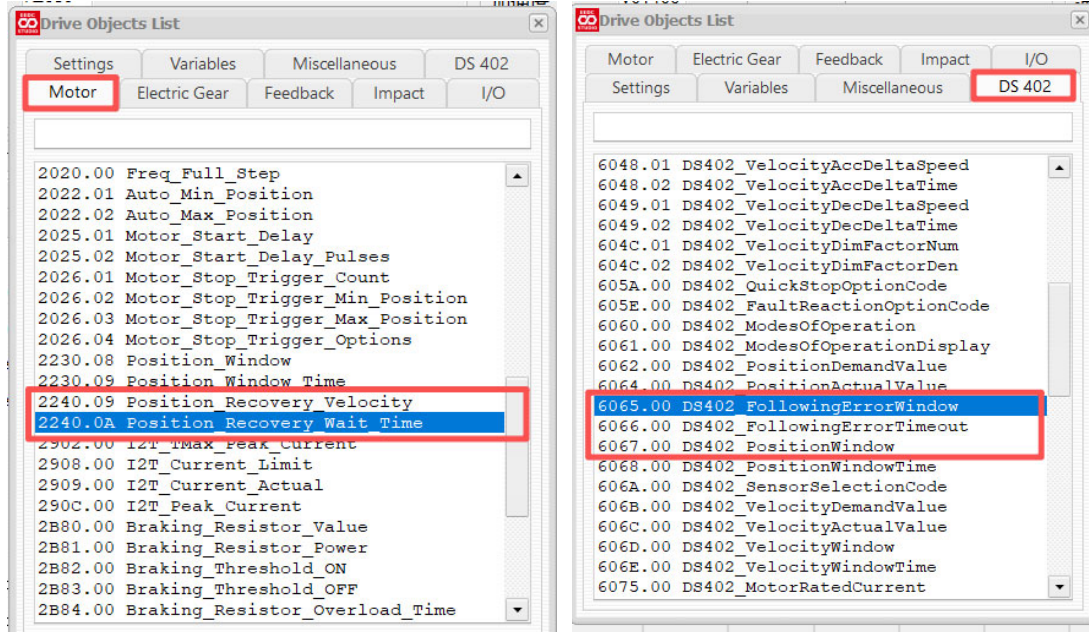 Drive Objects List
Settings Variables Miscellaneous DS 402
Motor Electric Gear Feedback Impact I/O
2020.00 Freq_Full_Step
2022.01 Auto_Min_Position
2022.02 Auto_Max_Position
2025.01 Motor_Start_Delay
2025.02 Motor_Start_Delay_Pulses
2026.01 Motor_Stop_Trigger_Count
2026.02 Motor_Stop_Trigger_Min_Position
2026.03 Motor_Stop_Trigger_Max_Position
2026.04 Motor_Stop_Trigger_Options
2230.08 Position_Window
2230.09 Position_Window_Time
2240.09 Position_Recovery_Velocity
2240.0A Position_Recovery_Wait_Time
2902.00 I2T_TMax_Peak_Current
2908.00 I2T_Current_Limit
2909.00 I2T_Current_Actual
290C.00 I2T_Peak_Current
2B80.00 Braking_Resistor_Value
2B81.00 Braking_Resistor_Power
2B82.00 Braking_Threshold_ON
2B83.00 Braking_Threshold_OFF
2B84.00 Braking_Resistor_Overload_Time
Drive Objects List
Motor Electric Gear Feedback Impact I/O
Settings Variables Miscellaneous DS 402
6048.01 DS402_VelocityAccDeltaSpeed
6048.02 DS402_VelocityAccDeltaTime
6049.01 DS402_VelocityDecDeltaSpeed
6049.02 DS402_VelocityDecDeltaTime
604C.01 DS402_VelocityDimFactorNum
604C.02 DS402_VelocityDimFactorDen
605A.00 DS402_QuickStopOptionCode
605E.00 DS402_FaultReactionOptionCode
6060.00 DS402_ModesOfOperation
6061.00 DS402_ModesOfOperationDisplay
6062.00 DS402_PositionDemandValue
6064.00 DS402_PositionActualValue
6065.00 DS402_FollowingErrorWindow
6066.00 DS402_FollowingErrorTimeout
6067.00 DS402_PositionWindow
6068.00 DS402_PositionWindowTime
606A.00 DS402_SensorSelectionCode
606B.00 DS402_VelocityDemandValue
606C.00 DS402_VelocityActualValue
606D.00 DS402_VelocityWindow
606E.00 DS402_VelocityWindowTime
6075.00 DS402_MotorRatedCurrent